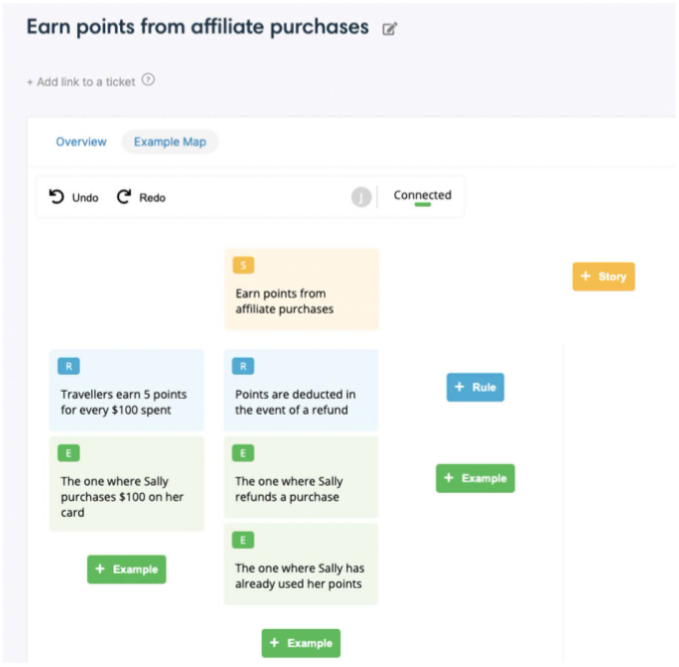 Earn points from affiliate purchases
+ Add link to a ticket ?
Overview Example Map
Undo Redo J Connected
S
Earn points from
affiliate purchases
+ Story
R
Travellers earn 5 points
for every $100 spent
R
Points are deducted in
the event of a refund
+ Rule
E
The one where Sally
purchases $100 on her
card
E
The one where Sally
refunds a purchase
+ Example
E
The one where Sally has
already used her points
+ Example
+ Example